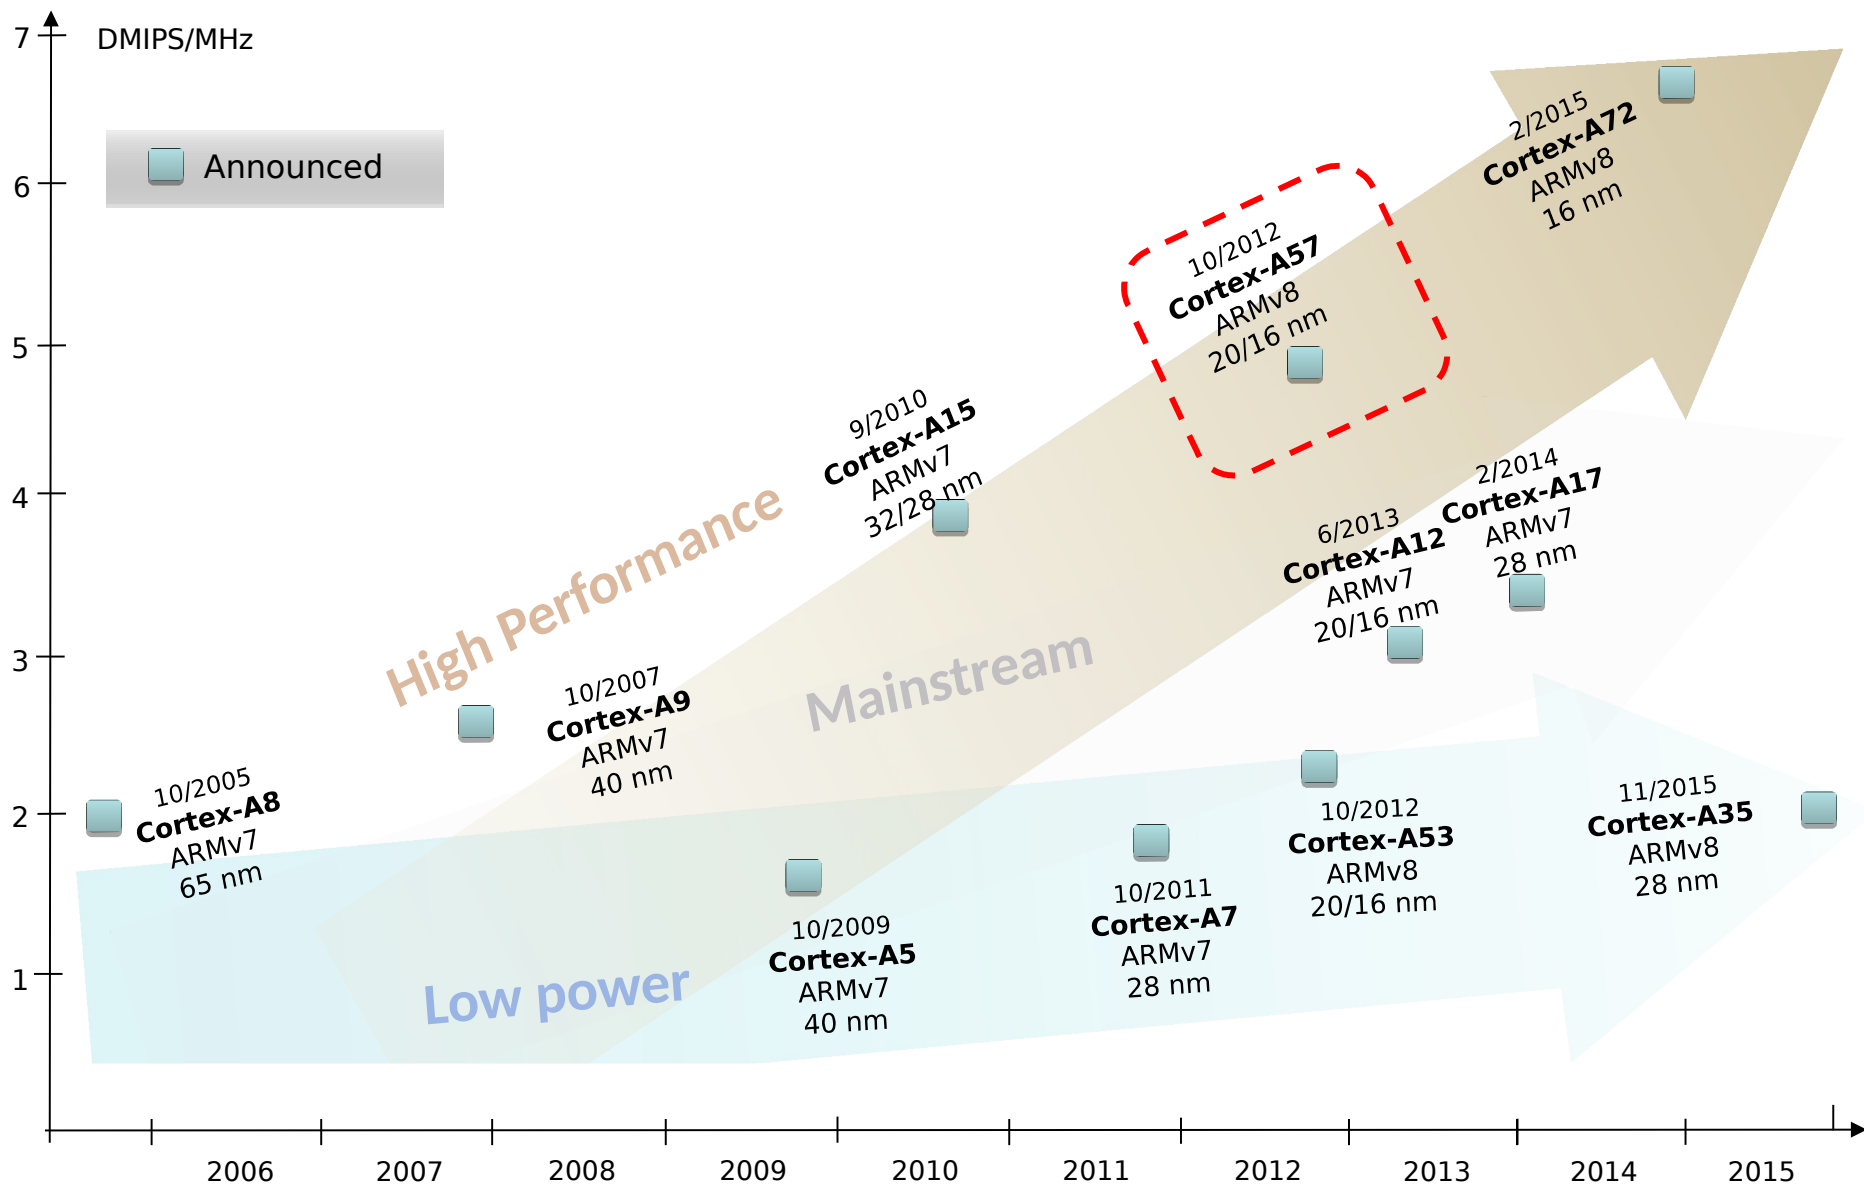 7
DMIPS/MHz
Announced
6
5
4
3
2
1
2/2015
Cortex-A72
ARMv8
16 nm
10/2012
Cortex-A57
ARMv8
20/16 nm
9/2010
Cortex-A15
ARMv7
32/28 nm
2/2014
Cortex-A17
ARMv7
28 nm
6/2013
Cortex-A12
ARMv7
20/16 nm
High Performance
Mainstream
10/2007
Cortex-A9
ARMv7
40 nm
10/2005
Cortex-A8
ARMv7
65 nm
11/2015
Cortex-A35
ARMv8
28 nm
10/2012
Cortex-A53
ARMv8
20/16 nm
10/2011
Cortex-A7
ARMv7
28 nm
10/2009
Cortex-A5
ARMv7
40 nm
Low power
2006 2007 2008 2009 2010 2011 2012 2013 2014 2015